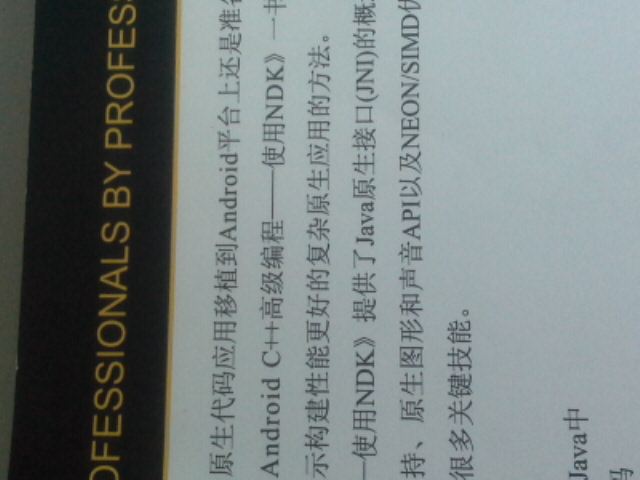 OFESSIONALS BY PROFESS
原生代码应用移植到Android平台上还是准备
Android C++高级编程——使用NDK》一书
示构建性能更好的复杂原生应用的方法。
—使用NDK》提供了Java原生接口(JNI)的概
持、原生图形和声音API以及NEON/SIMD优
很多关键技能。
Java中
码